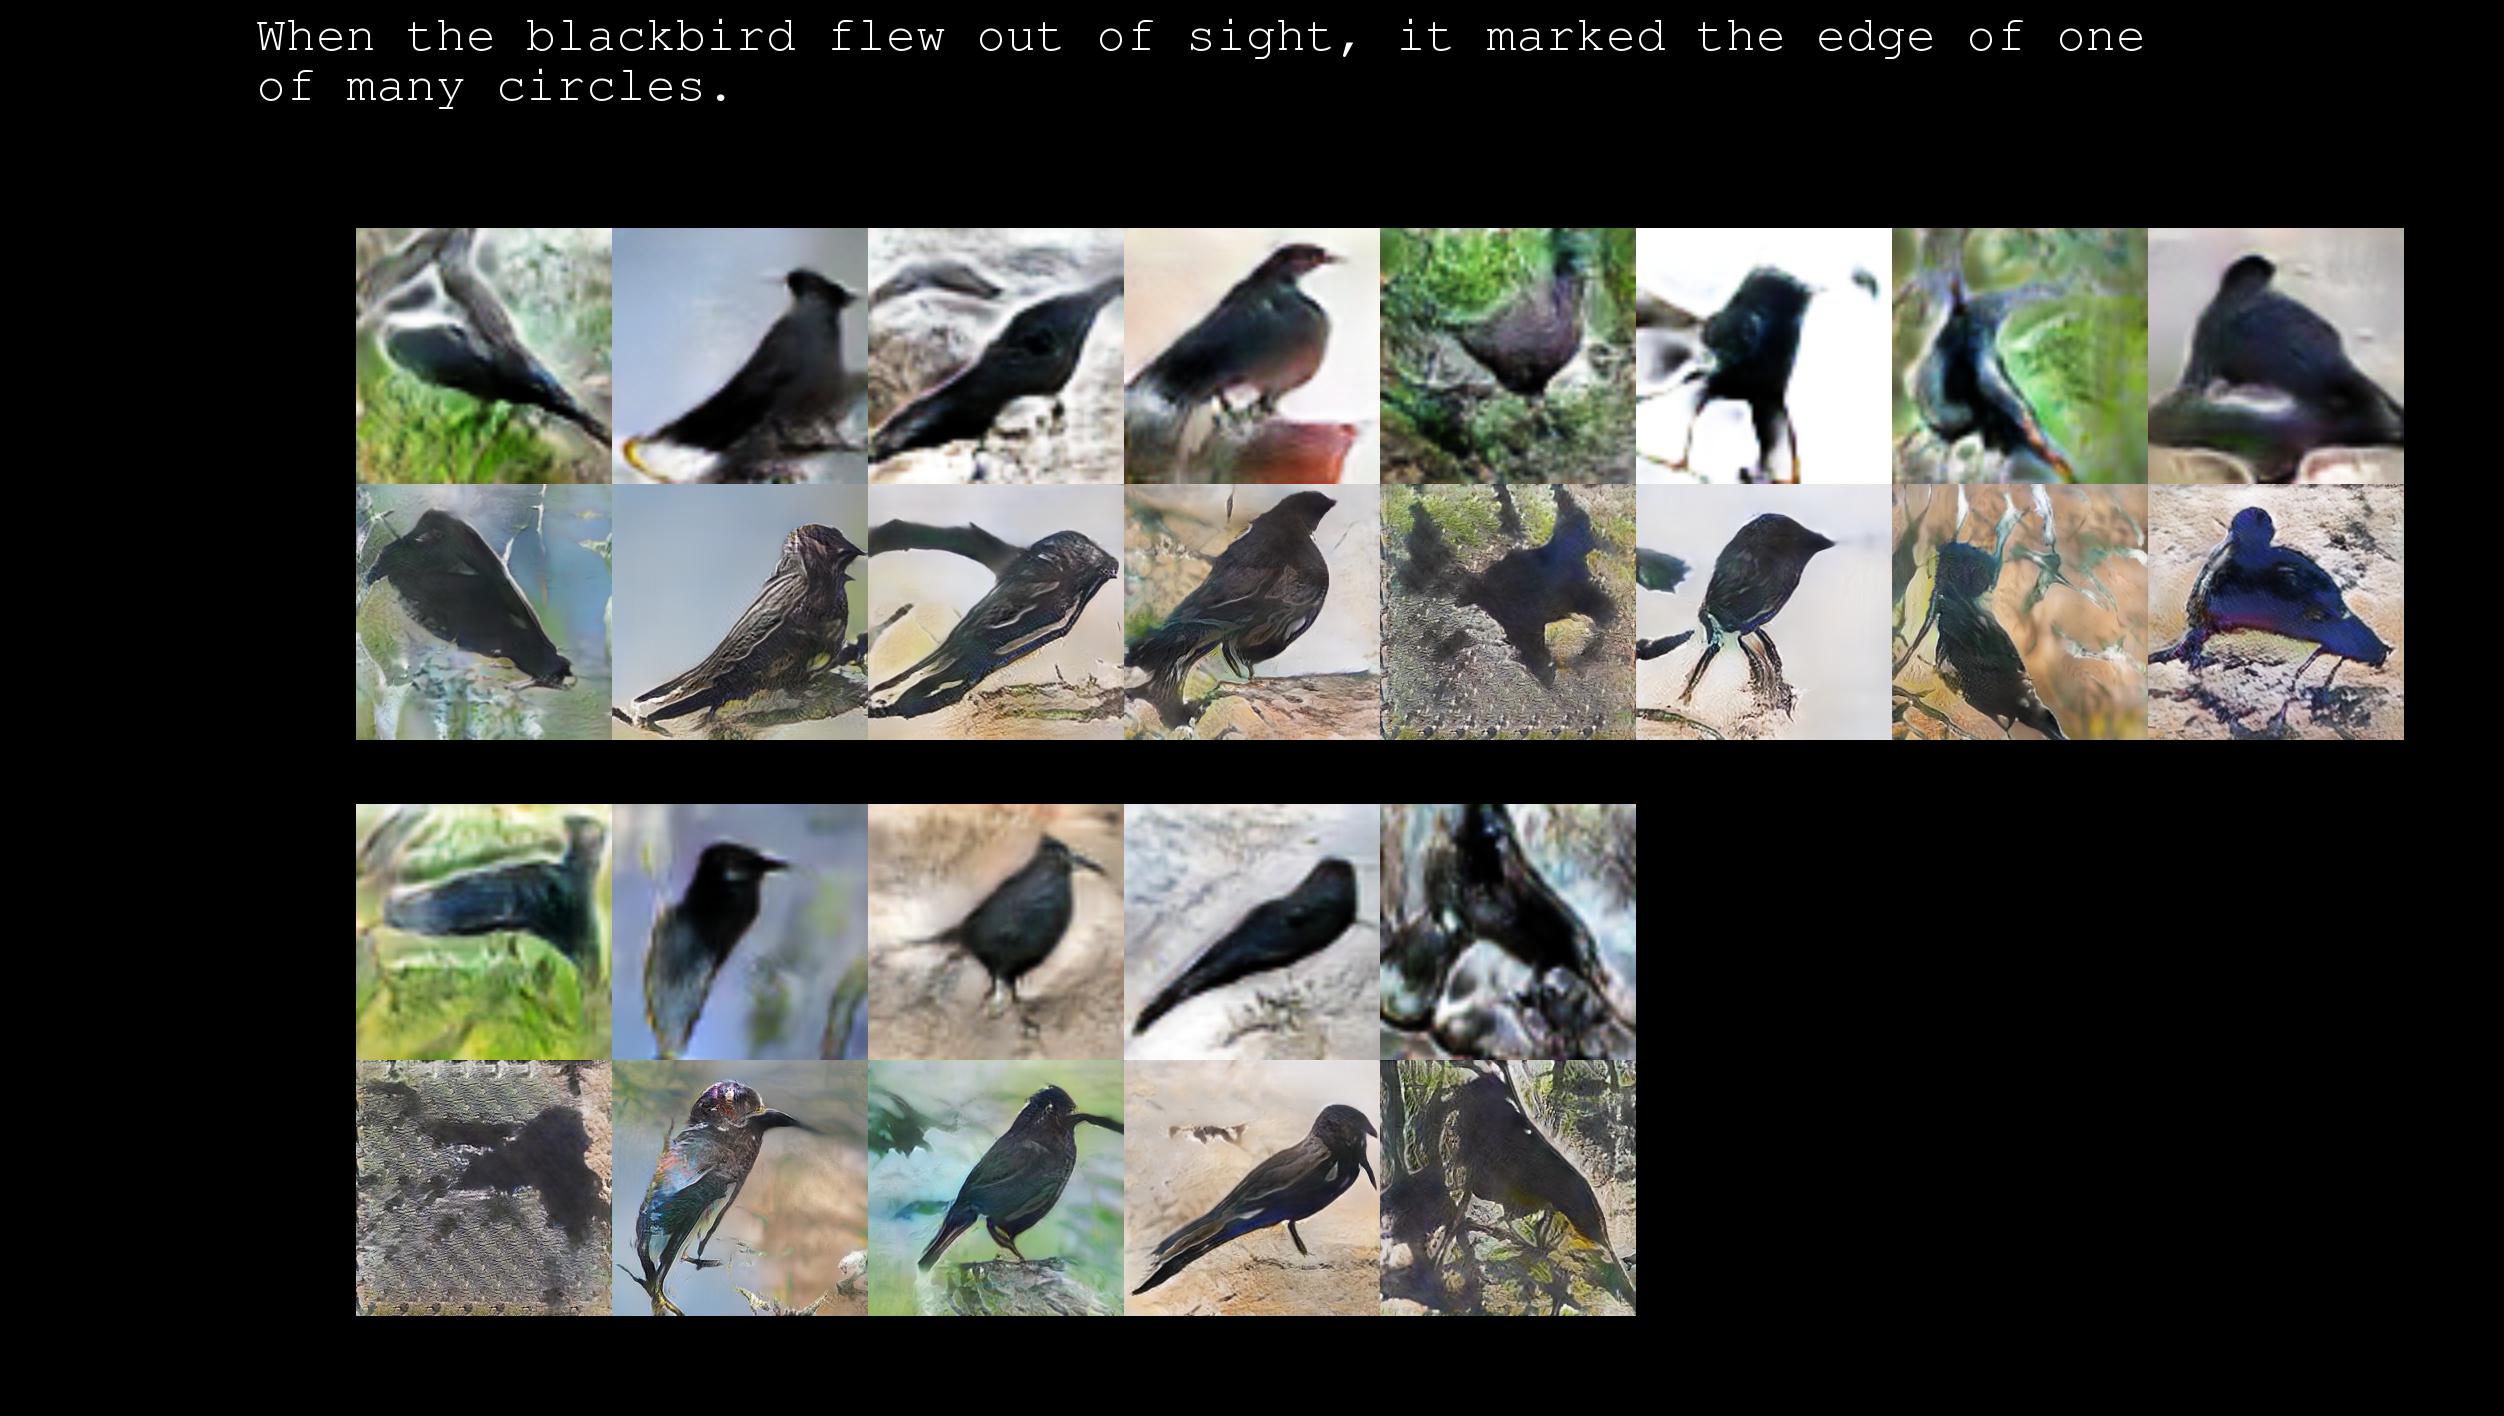 When the blackbird flew out of sight, it marked the edge of one
of many circles.